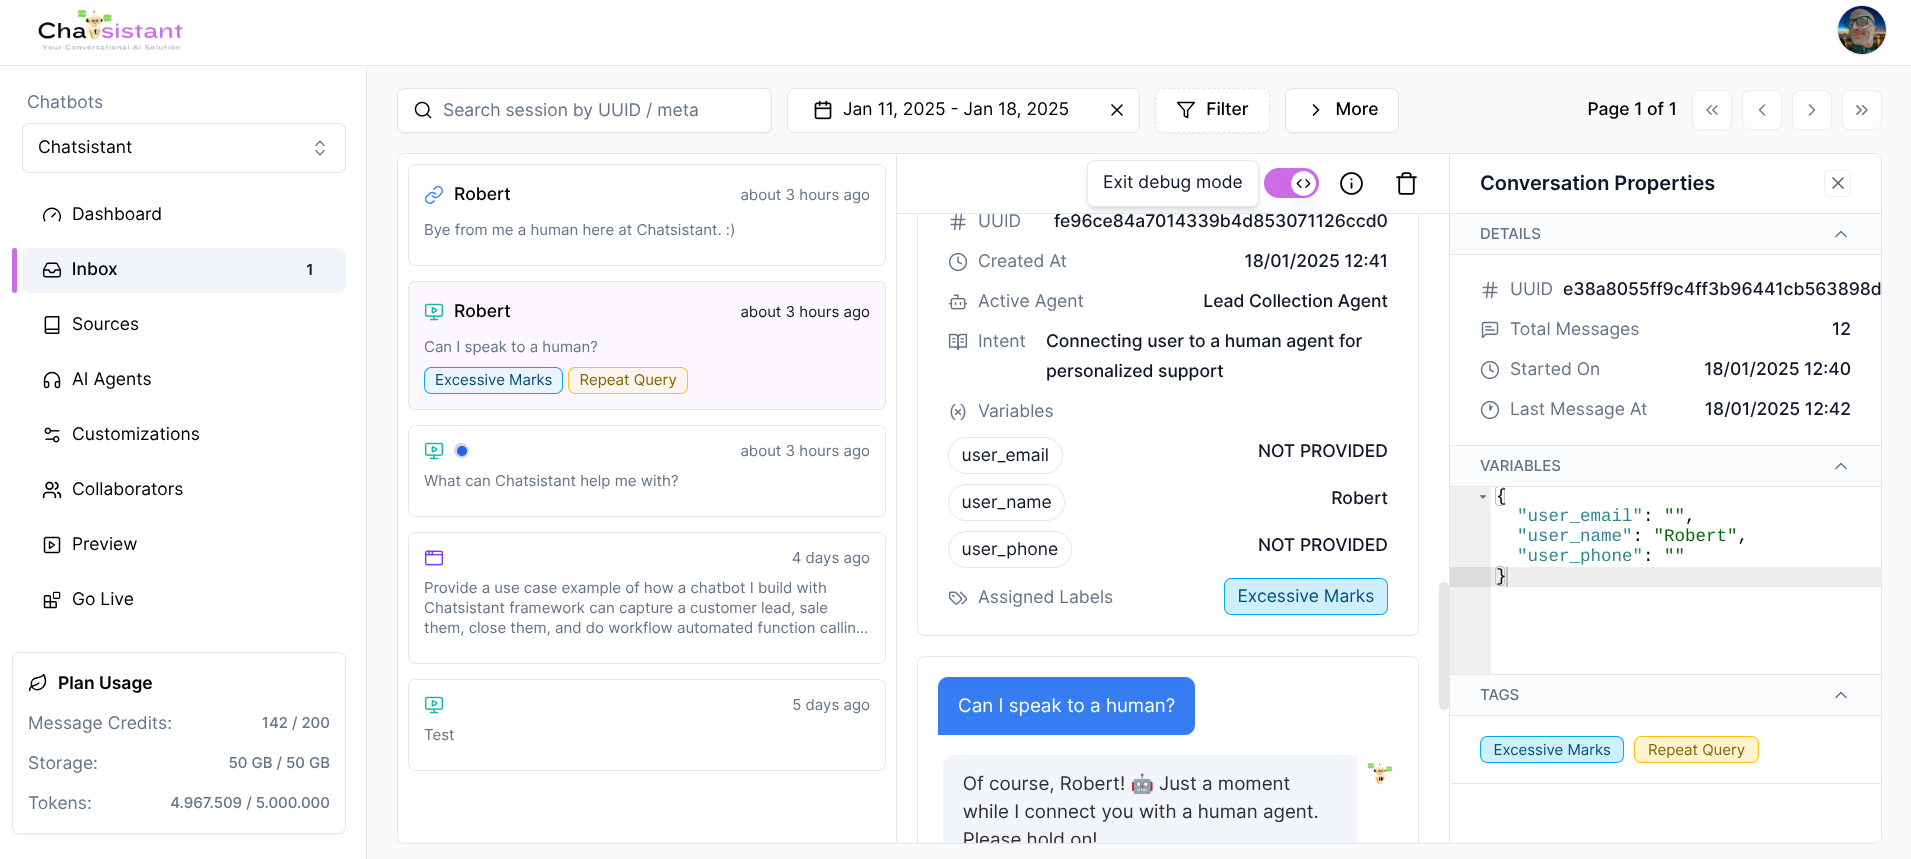 Chatsistant
Your Conversational AI Solution
Chatbots
Chatsistant
Dashboard
Inbox 1
Sources
AI Agents
Customizations
Collaborators
Preview
Go Live
Plan Usage
Message Credits: 142 / 200
Storage: 50 GB / 50 GB
Tokens: 4.967.509 / 5.000.000
Search session by UUID / meta
Jan 11, 2025 - Jan 18, 2025
Filter
More
Page 1 of 1
Robert about 3 hours ago
Bye from me a human here at Chatsistant. :)
Robert about 3 hours ago
Can I speak to a human?
Excessive Marks Repeat Query
about 3 hours ago
What can Chatsistant help me with?
4 days ago
Provide a use case example of how a chatbot I build with
Chatsistant framework can capture a customer lead, sale
them, close them, and do workflow automated function callin...
5 days ago
Test
Exit debug mode
UUID fe96ce84a7014339b4d853071126ccd0
Created At 18/01/2025 12:41
Active Agent Lead Collection Agent
Intent Connecting user to a human agent for
personalized support
Variables
user_email NOT PROVIDED
user_name Robert
user_phone NOT PROVIDED
Assigned Labels Excessive Marks
Can I speak to a human?
Of course, Robert! 🤖 Just a moment
while I connect you with a human agent.
Please hold on!
Conversation Properties
DETAILS
UUID e38a8055ff9c4ff3b96441cb563898d
Total Messages 12
Started On 18/01/2025 12:40
Last Message At 18/01/2025 12:42
VARIABLES
{
"user_email": "",
"user_name": "Robert",
"user_phone": ""
}
TAGS
Excessive Marks Repeat Query